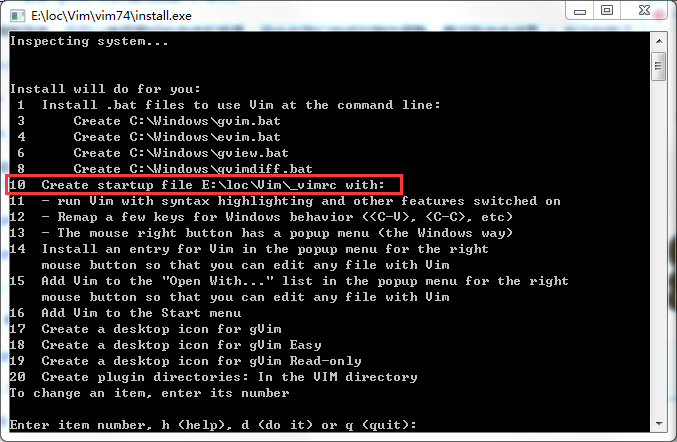 E:\loc\Vim\vim74\install.exe
Inspecting system...
Install will do for you:
 1  Install .bat files to use Vim at the command line:
 3      Create C:\Windows\gvim.bat
 4      Create C:\Windows\evim.bat
 6      Create C:\Windows\gview.bat
 8      Create C:\Windows\gvimdiff.bat
10  Create startup file E:\loc\Vim\_vimrc with:
11  - run Vim with syntax highlighting and other features switched on
12  - Remap a few keys for Windows behavior (<C-V>, <C-C>, etc)
13  - The mouse right button has a popup menu (the Windows way)
14  Install an entry for Vim in the popup menu for the right
    mouse button so that you can edit any file with Vim
15  Add Vim to the "Open With..." list in the popup menu for the right
    mouse button so that you can edit any file with Vim
16  Add Vim to the Start menu
17  Create a desktop icon for gVim
18  Create a desktop icon for gVim Easy
19  Create a desktop icon for gVim Read-only
20  Create plugin directories: In the VIM directory
To change an item, enter its number
Enter item number, h (help), d (do it) or q (quit):